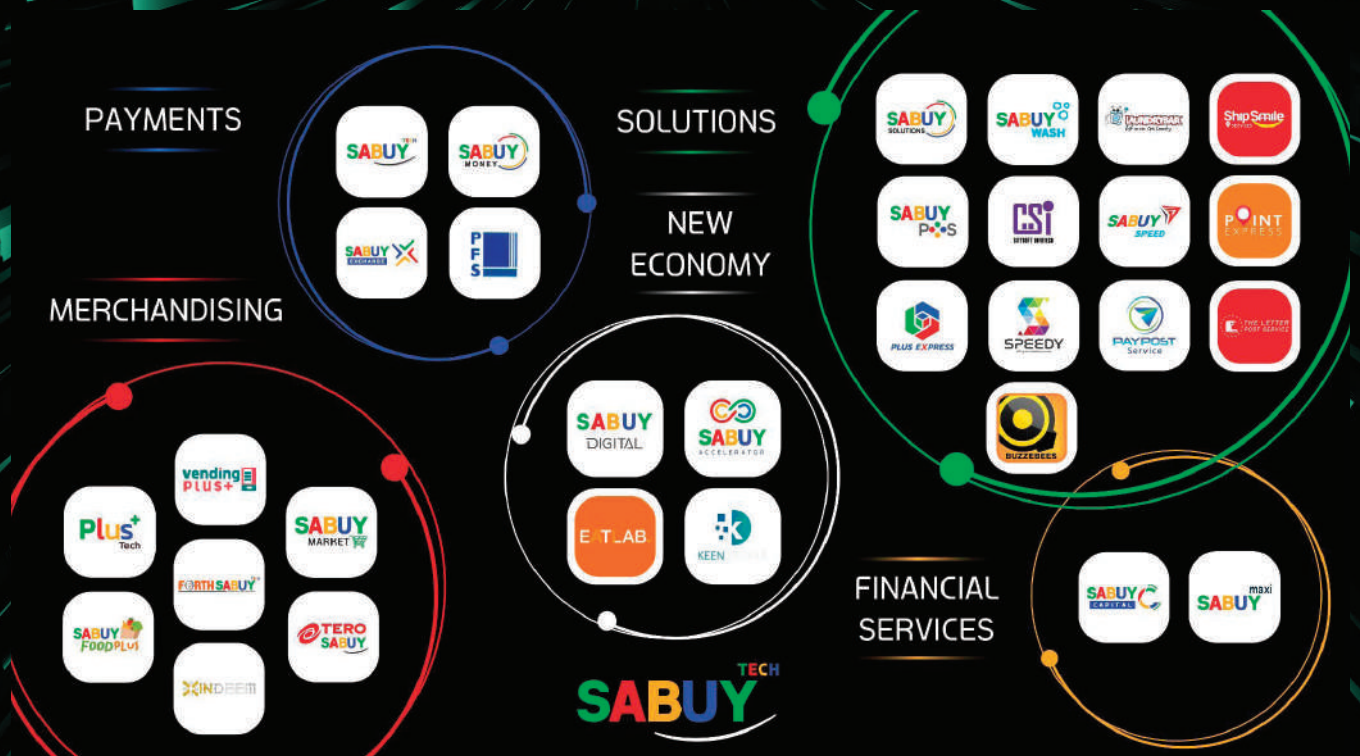 PAYMENTS
SABUY TECH
SABUY
MONEY
SABUY
EXCHANGE
PFS
SOLUTIONS
SABUY
SOLUTIONS
SABUY
WASH
LAUNDRYBAR
ShipSmile
SERVICES
SABUY
POS
CSi
SABUY
SPEED
POINT
EXPRESS
PLUS EXPRESS
SPEEDY
PAYPOST
Service
THE LETTER
POST SERVICE
BUZZEBEES
NEW
ECONOMY
SABUY
DIGITAL
SABUY
ACCELERATOR
EATLAB
KEEN
MERCHANDISING
vending
PLUS+
Plus+
Tech
SABUY
MARKET
FORTH SABUY
SABUY
FOODPLUS
TERO
SABUY
FINANCIAL
SERVICES
SABUY
CAPITAL
SABUY maxi
SABUY TECH